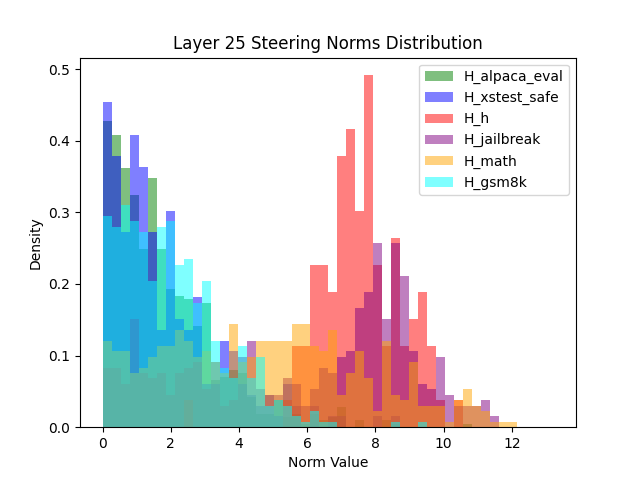 Layer 25 Steering Norms Distribution
Density
0.5
0.4
0.3
0.2
0.1
0.0
H_alpaca_eval
H_xstest_safe
H_h
H_jailbreak
H_math
H_gsm8k
0 2 4 6 8 10 12
Norm Value